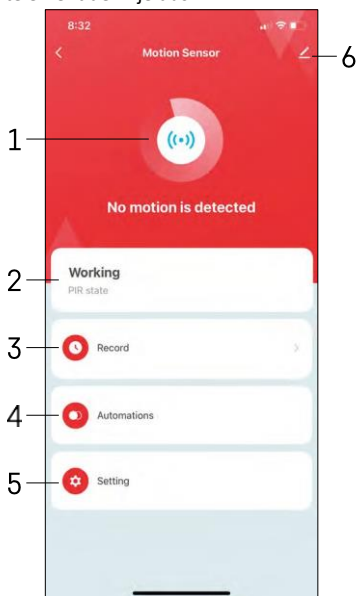 8:32
Motion Sensor
6
1
No motion is detected
2
Working
PIR state
3
Record
4
Automations
5
Setting